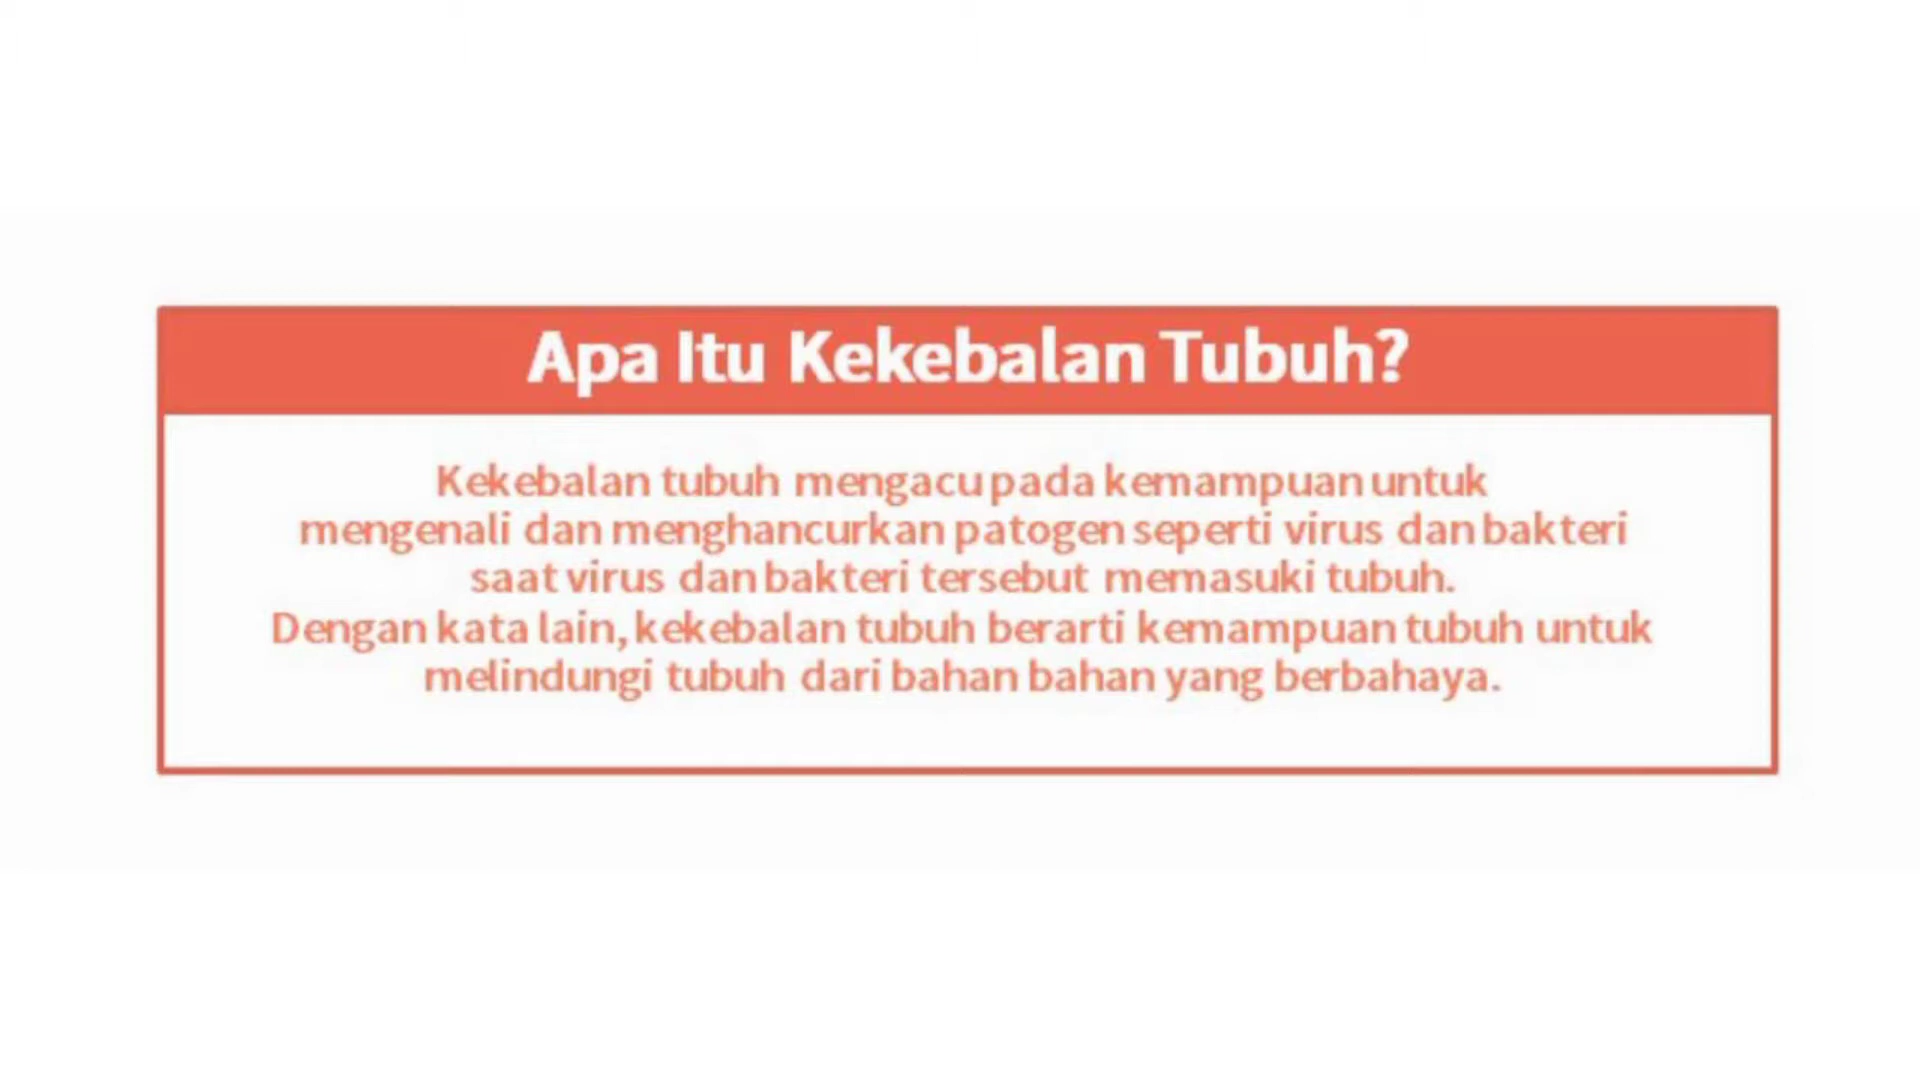 Apa Itu Kekebalan Tubuh?
Kekebalan tubuh mengacu pada kemampuan untuk
mengenali dan menghancurkan patogen seperti virus dan bakteri
saat virus dan bakteri tersebut memasuki tubuh.
Dengan kata lain, kekebalan tubuh berarti kemampuan tubuh untuk
melindungi tubuh dari bahan bahan yang berbahaya.